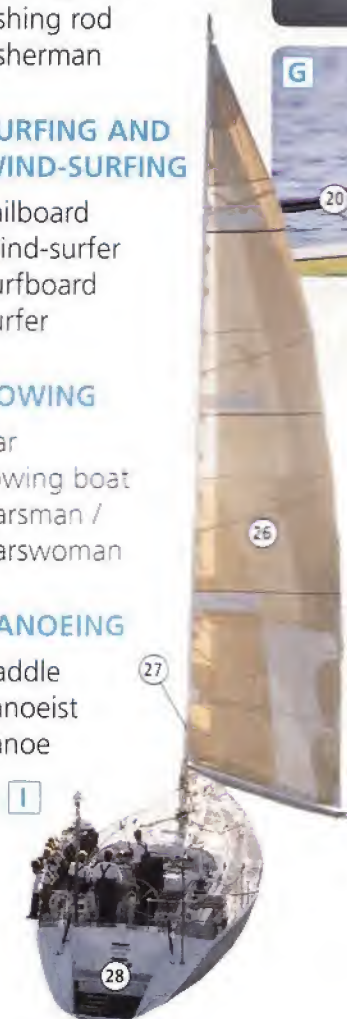 shing rod
sherman
URFING AND
WIND-SURFING
ailboard
ind-surfer
urfboard
urfer
OWING
ar
owing boat
arsman /
arswoman
ANOEING
addle
anoeist
anoe
I
G
20
26
27
28